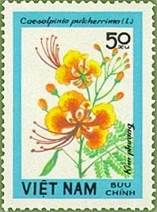 Caesalpinia pulcherrima (L.)
50
XU
VIỆT NAM
BƯU CHÍNH